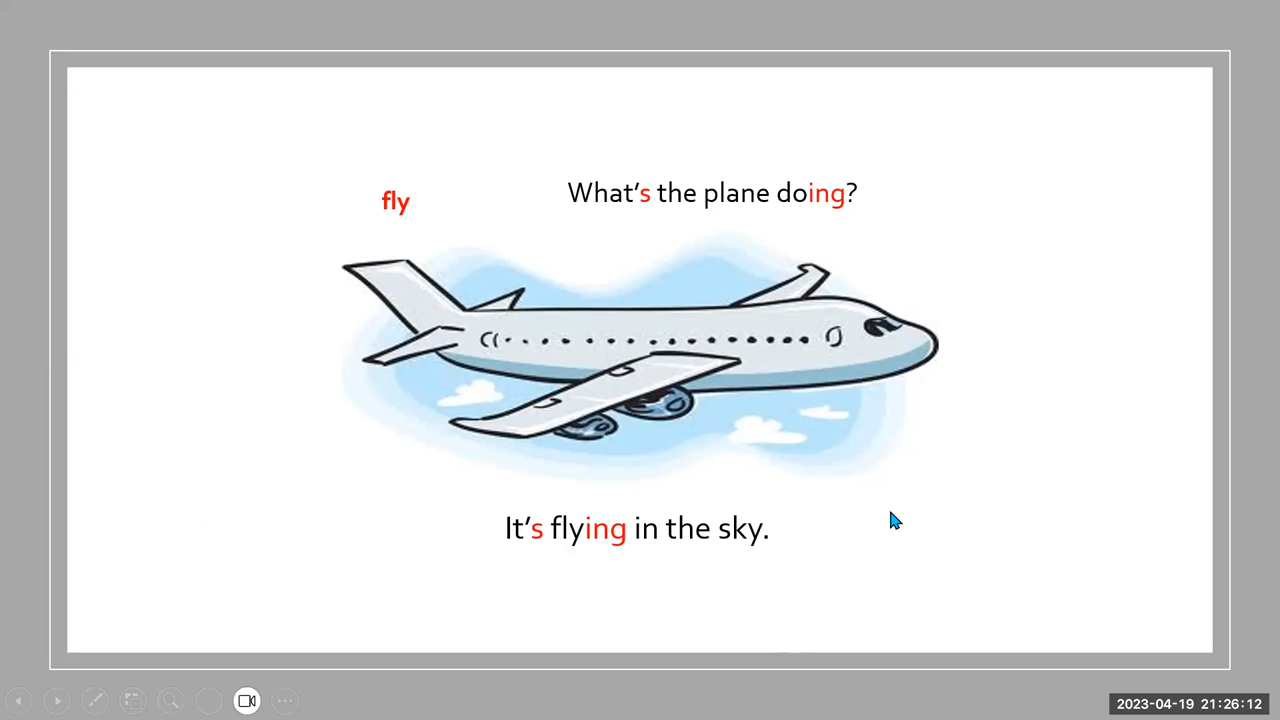 fly
What’s the plane doing?
It’s flying in the sky.
2023-04-19 21:26:12